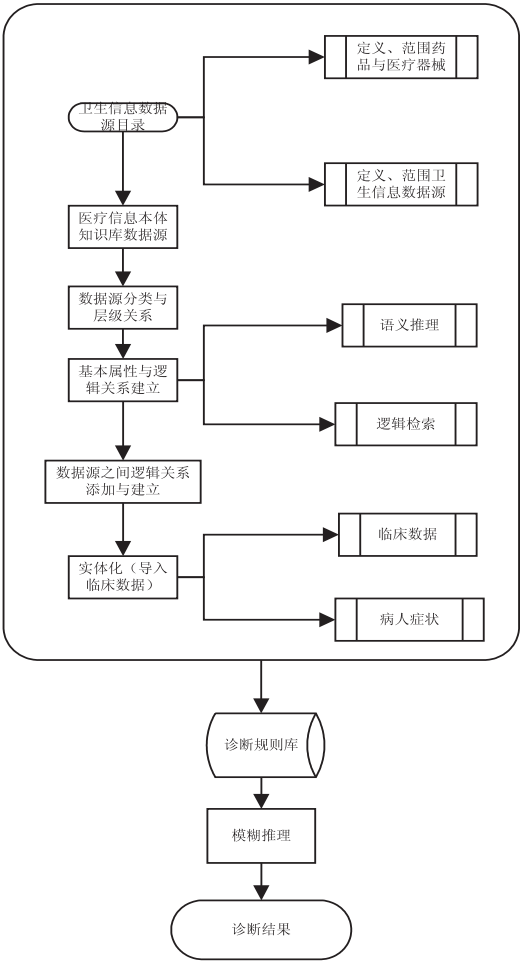 卫生信息数据
源目录
定义、范围药
品与医疗器械
定义、范围卫
生信息数据源
医疗信息本体
知识库数据源
数据源分类与
层级关系
基本属性与逻
辑关系建立
语义推理
逻辑检索
数据源之间逻辑关系
添加与建立
实体化（导入
临床数据）
临床数据
病人症状
诊断规则库
模糊推理
诊断结果